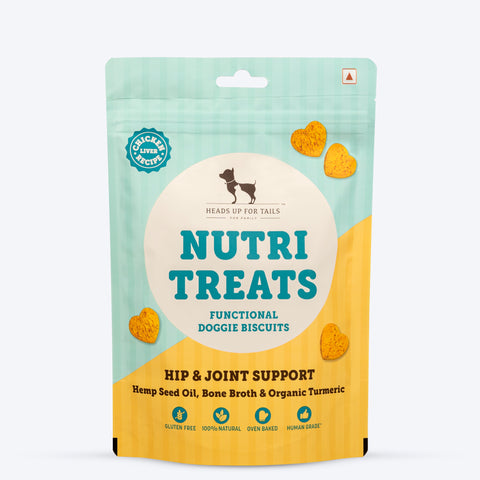 CHICKEN
LIVER
RECIPE
HEADS UP FOR TAILS™
FOR FAMILY
NUTRI
TREATS
FUNCTIONAL
DOGGIE BISCUITS
HIP & JOINT SUPPORT
Hemp Seed Oil, Bone Broth & Organic Turmeric
GLUTEN FREE
100% NATURAL
OVEN BAKED
HUMAN GRADE*